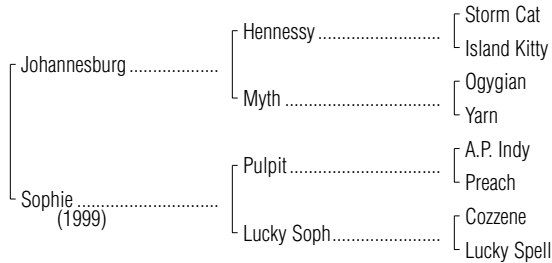 Storm Cat
Hennessy ..........................
Island Kitty
Johannesburg ...................
Ogygian
Myth .................................
Yarn
A.P. Indy
Pulpit ................................
Preach
Sophie ..............................
(1999)
Cozzene
Lucky Soph .......................
Lucky Spell